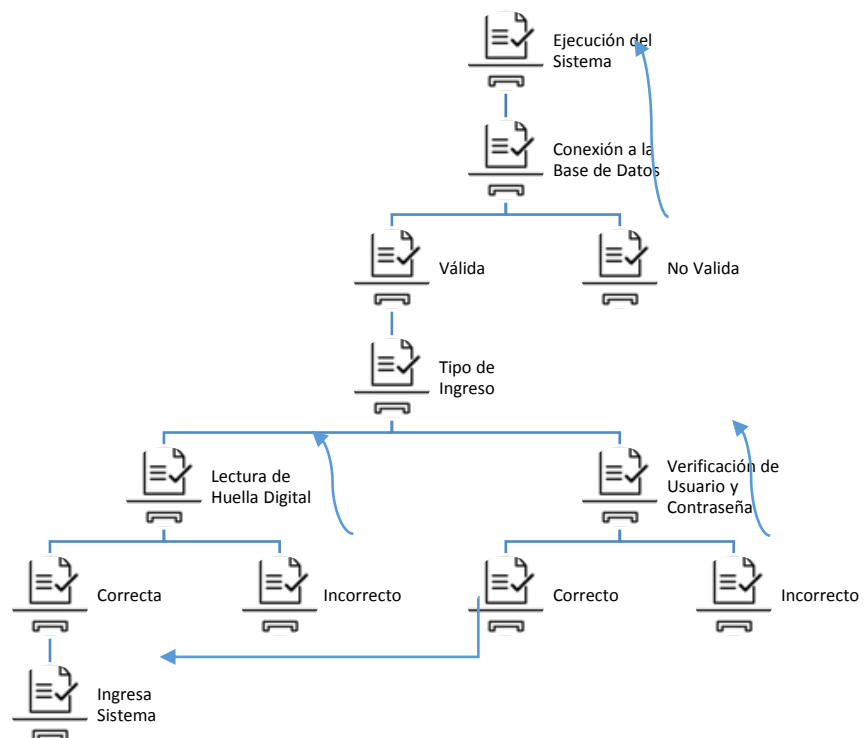 Ejecución del
Sistema
Conexión a la
Base de Datos
Válida
No Valida
Tipo de
Ingreso
Lectura de
Huella Digital
Verificación de
Usuario y
Contraseña
Correcta
Incorrecto
Correcto
Incorrecto
Ingresa
Sistema